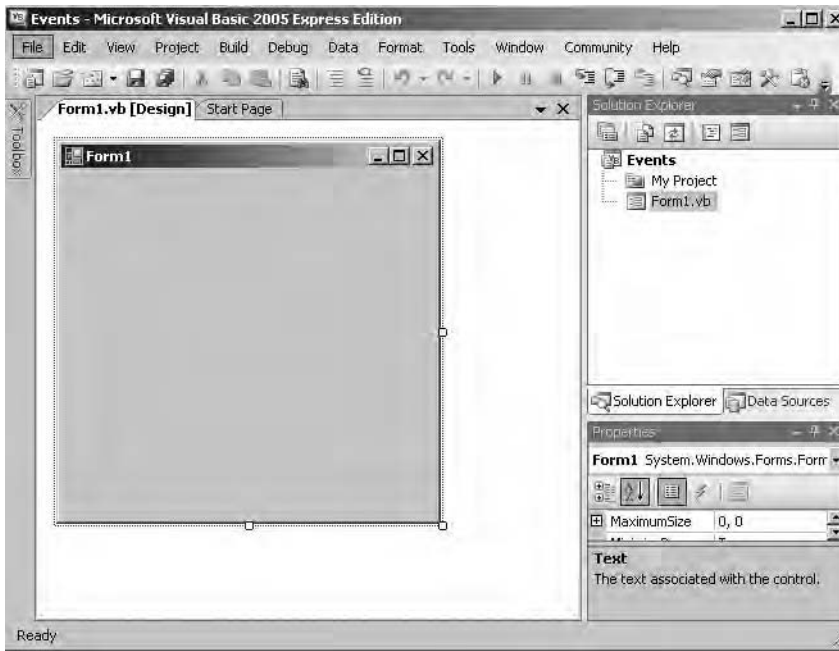 Events - Microsoft Visual Basic 2005 Express Edition
File Edit View Project Build Debug Data Format Tools Window Community Help
Toolbox
Form1.vb [Design] Start Page
Form1
Solution Explorer
Events
My Project
Form1.vb
Solution Explorer Data Sources
Properties
Form1 System.Windows.Forms.Form
MaximumSize 0, 0
Text
The text associated with the control.
Ready